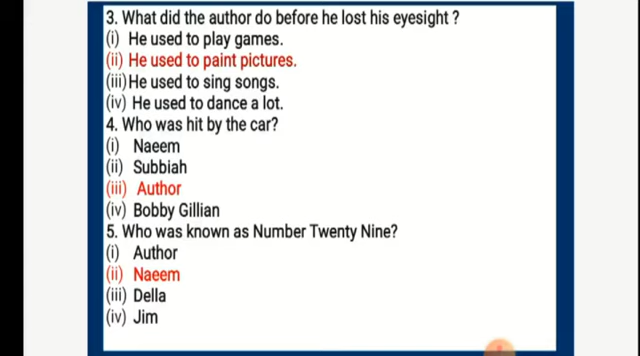 3. What did the author do before he lost his eyesight ?
(i) He used to play games.
(ii) He used to paint pictures.
(iii) He used to sing songs.
(iv) He used to dance a lot.
4. Who was hit by the car?
(i) Naeem
(ii) Subbiah
(iii) Author
(iv) Bobby Gillian
5. Who was known as Number Twenty Nine?
(i) Author
(ii) Naeem
(iii) Della
(iv) Jim